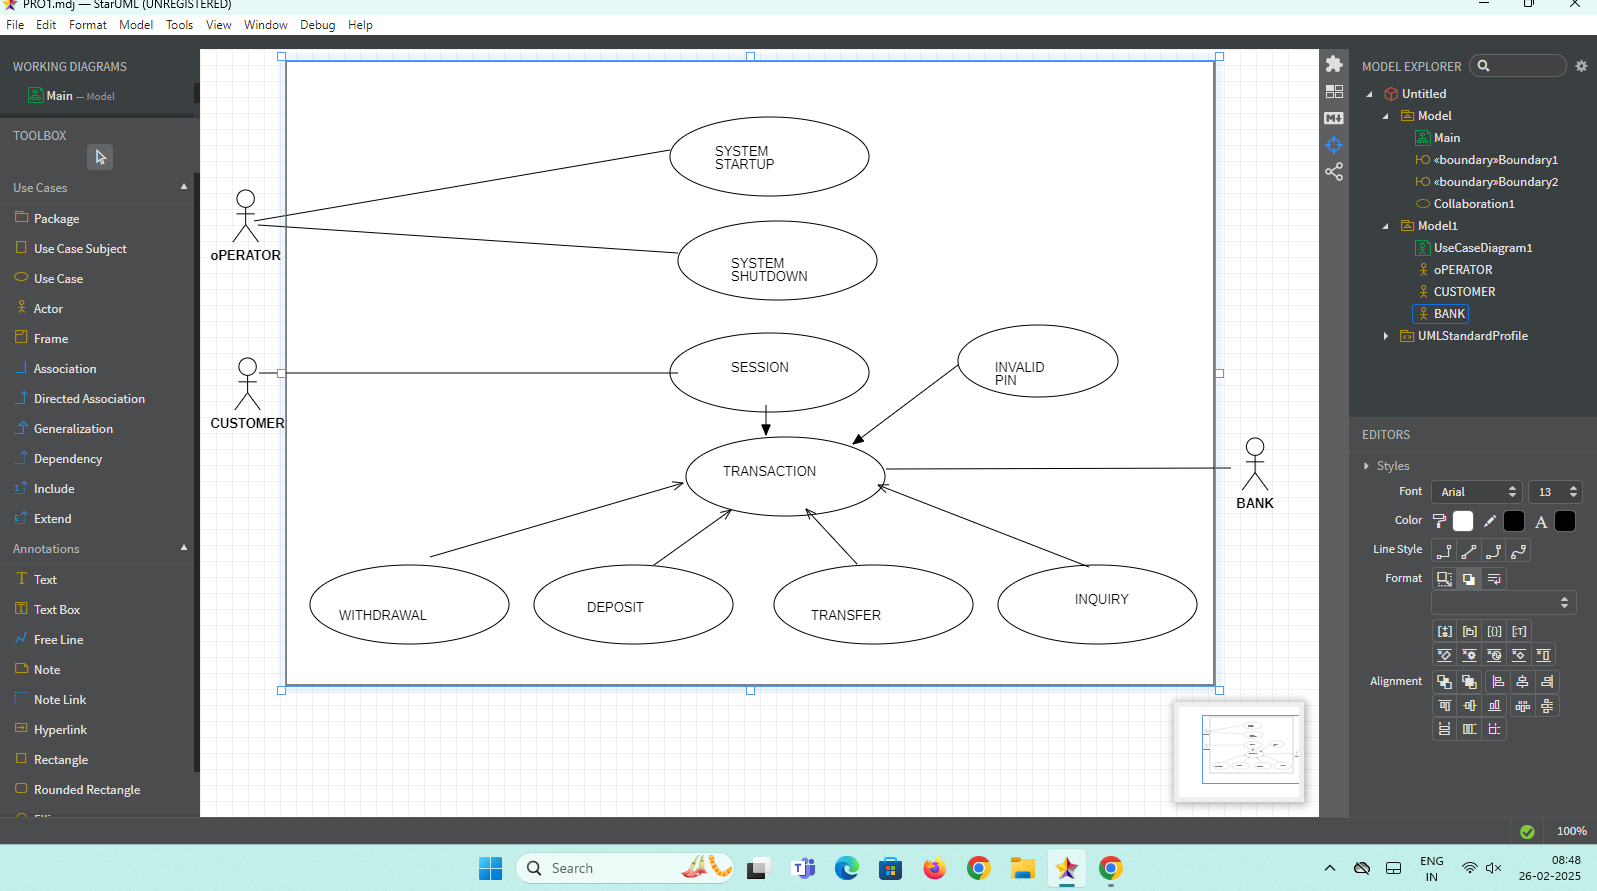 PRO1.mdj — StarUML (UNREGISTERED)
File Edit Format Model Tools View Window Debug Help
WORKING DIAGRAMS
Main — Model
TOOLBOX
Use Cases
Package
Use Case Subject
Use Case
Actor
Frame
Association
Directed Association
Generalization
Dependency
Include
Extend
Annotations
Text
Text Box
Free Line
Note
Note Link
Hyperlink
Rectangle
Rounded Rectangle
SYSTEM
STARTUP
oPERATOR
SYSTEM
SHUTDOWN
SESSION
INVALID
PIN
CUSTOMER
TRANSACTION
BANK
WITHDRAWAL
DEPOSIT
TRANSFER
INQUIRY
MODEL EXPLORER
Untitled
Model
Main
«boundary»Boundary1
«boundary»Boundary2
Collaboration1
Model1
UseCaseDiagram1
oPERATOR
CUSTOMER
BANK
UMLStandardProfile
EDITORS
Styles
Font Arial 13
Color A
Line Style
Format
Alignment
100%
Search
ENG
IN
08:48
26-02-2025